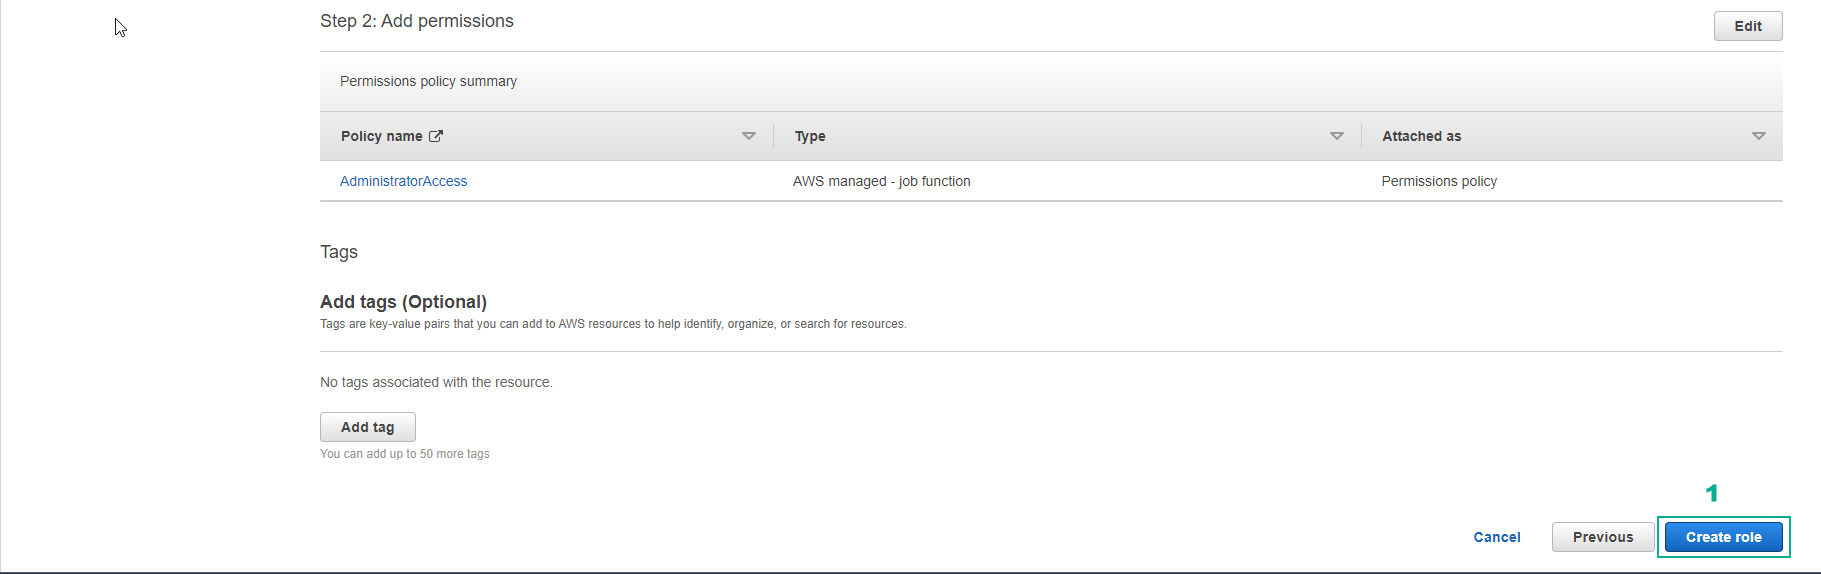 Step 2: Add permissions
Edit
Permissions policy summary
Policy name Type Attached as
AdministratorAccess AWS managed - job function Permissions policy
Tags
Add tags (Optional)
Tags are key-value pairs that you can add to AWS resources to help identify, organize, or search for resources.
No tags associated with the resource.
Add tag
You can add up to 50 more tags
1
Cancel Previous Create role